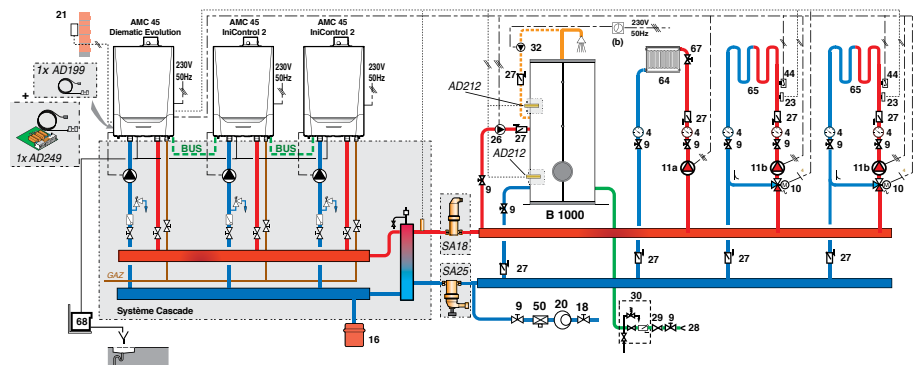 21
AMC 45
Diematic Evolution
AMC 45
IniControl 2
AMC 45
IniControl 2
230V
50Hz
230V
50Hz
230V
50Hz
1x AD199
+
1x AD249
BUS
BUS
GAZ
Système Cascade
68
16
SA18
SA25
AD212
AD212
32
27
26
27
9
9
B 1000
(b)
230V
50Hz
27
9
50
20
18
30
29
9
28
64
67
27
4
9
11a
27
65
44
23
27
4
9
4
9
11b
10
27
65
44
23
27
4
9
4
9
11b
10
27